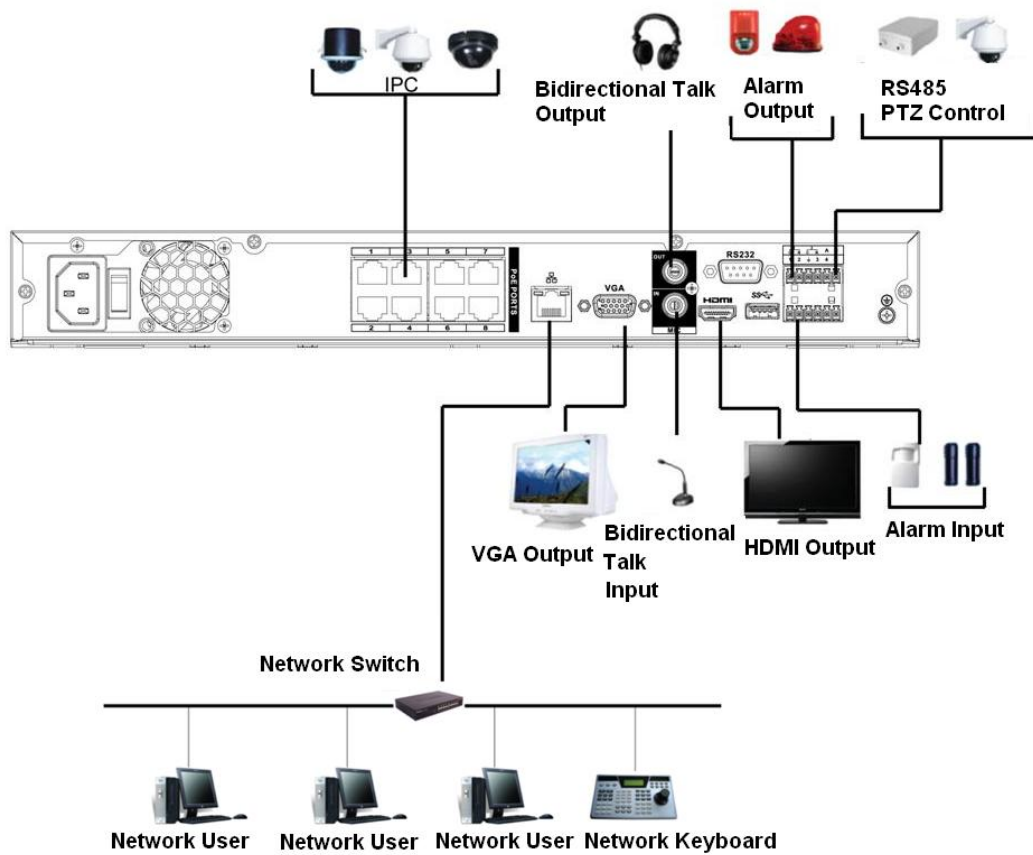 IPC
Bidirectional Talk
Output
Alarm
Output
RS485
PTZ Control
1 3 5 7
2 4 6 8
PoE PORTS
VGA
OUT
IN
MIC
RS232
HDMI
SS
VGA Output
Bidirectional
Talk
Input
HDMI Output
Alarm Input
Network Switch
Network User
Network User
Network User
Network Keyboard